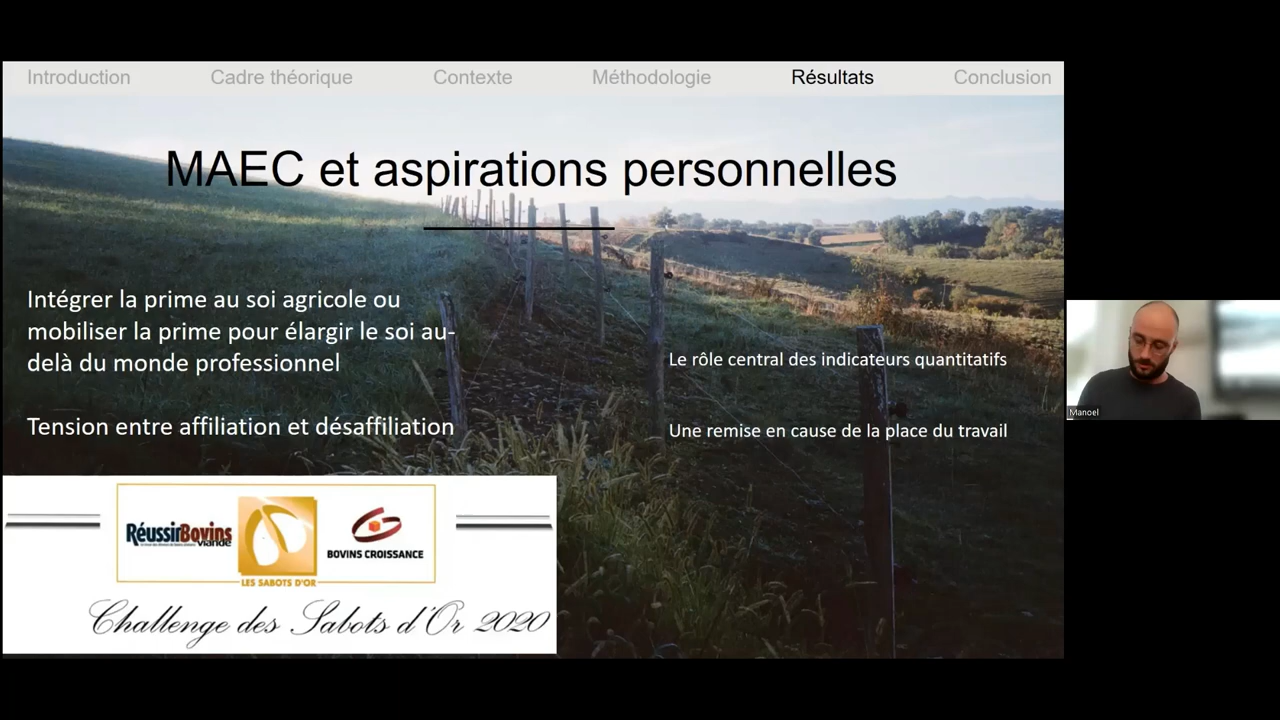 Introduction
Cadre théorique
Contexte
Méthodologie
Résultats
Conclusion
MAEC et aspirations personnelles
Intégrer la prime au soi agricole ou
mobiliser la prime pour élargir le soi au-
delà du monde professionnel
Tension entre affiliation et désaffiliation
Le rôle central des indicateurs quantitatifs
Une remise en cause de la place du travail
RéussirBovins
viande
LES SABOTS D'OR
BOVINS CROISSANCE
Challenge des Sabots d'Or 2020
Manoel